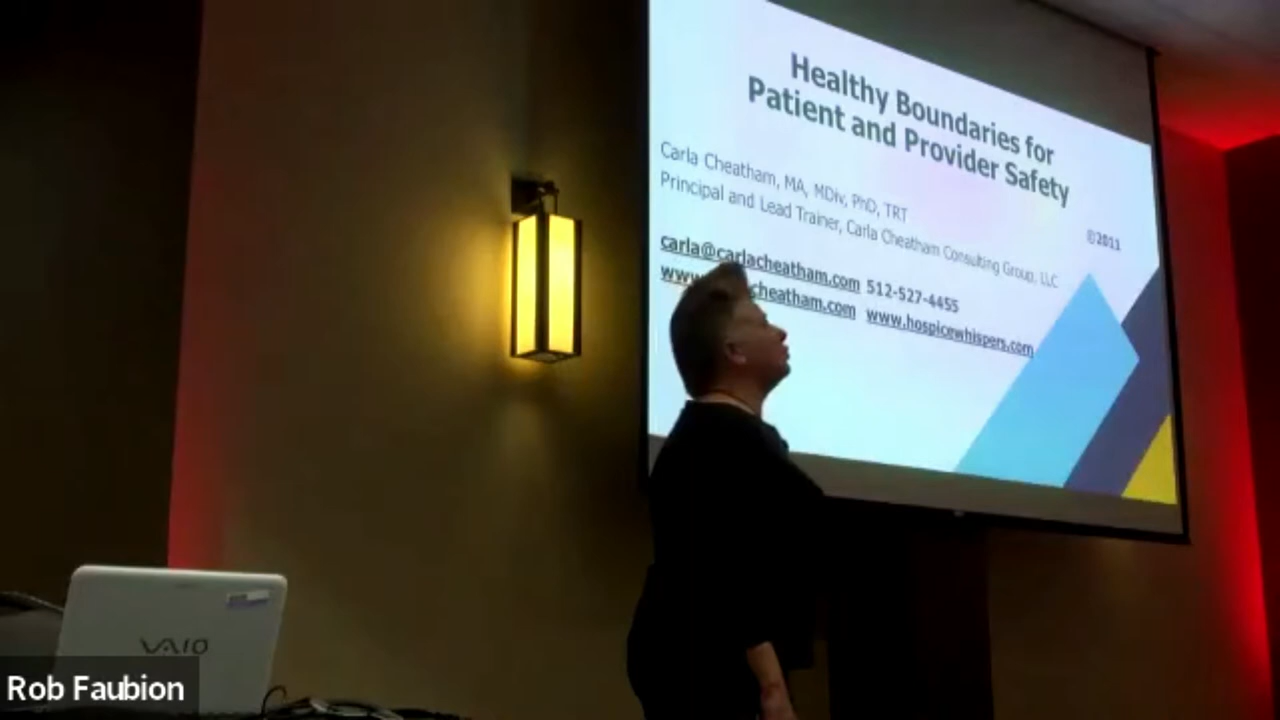 Healthy Boundaries for
Patient and Provider Safety
Carla Cheatham, MA, MDiv, PhD, TRT
Principal and Lead Trainer, Carla Cheatham Consulting Group, LLC
©2011
carla@carlacheatham.com 512-527-4455
www. cheatham.com www.hospicewhispers.com
VAIO
Rob Faubion